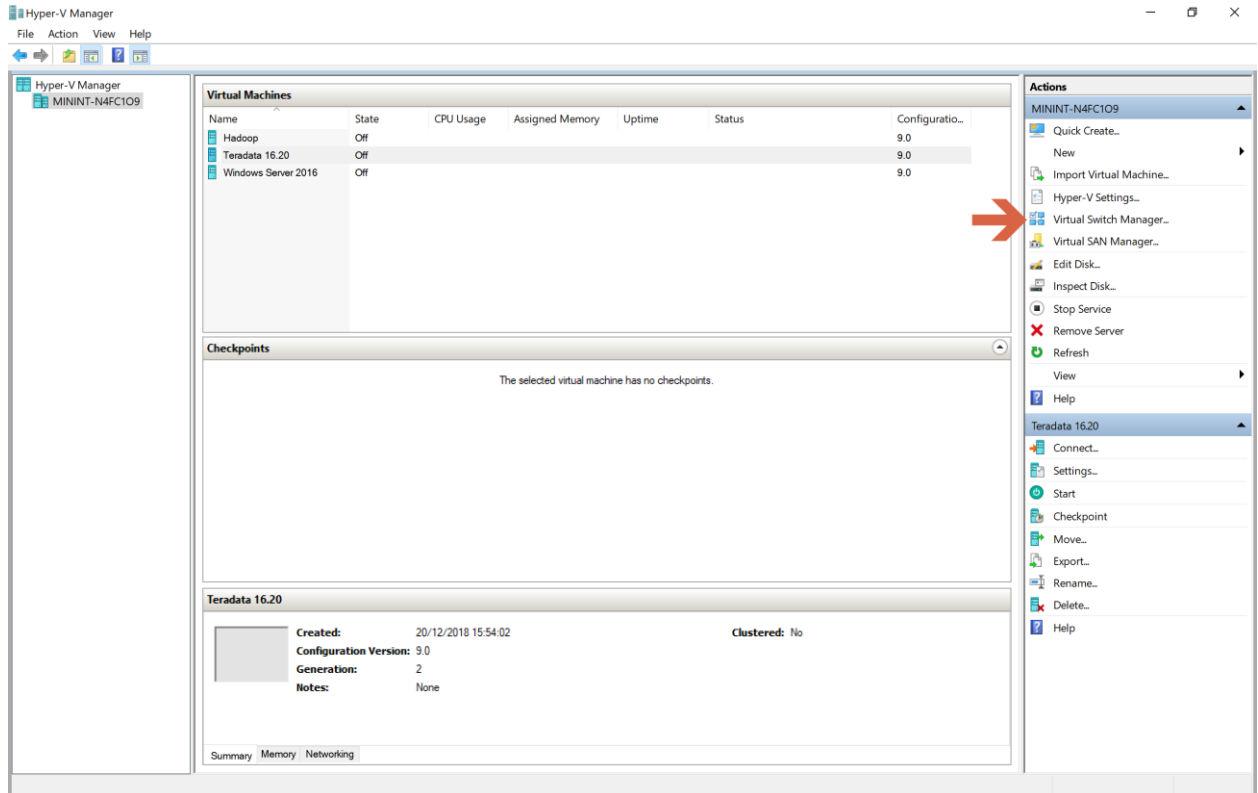 Hyper-V Manager
File Action View Help
Hyper-V Manager
MININT-N4FC1O9
Virtual Machines
Name State CPU Usage Assigned Memory Uptime Status Configuratio...
Hadoop Off 9.0
Teradata 16.20 Off 9.0
Windows Server 2016 Off 9.0
Checkpoints
The selected virtual machine has no checkpoints.
Teradata 16.20
Created: 20/12/2018 15:54:02 Clustered: No
Configuration Version: 9.0
Generation: 2
Notes: None
Summary Memory Networking
Actions
MININT-N4FC1O9
Quick Create...
New
Import Virtual Machine...
Hyper-V Settings...
Virtual Switch Manager...
Virtual SAN Manager...
Edit Disk...
Inspect Disk...
Stop Service
Remove Server
Refresh
View
Help
Teradata 16.20
Connect...
Settings...
Start
Checkpoint
Move...
Export...
Rename...
Delete...
Help